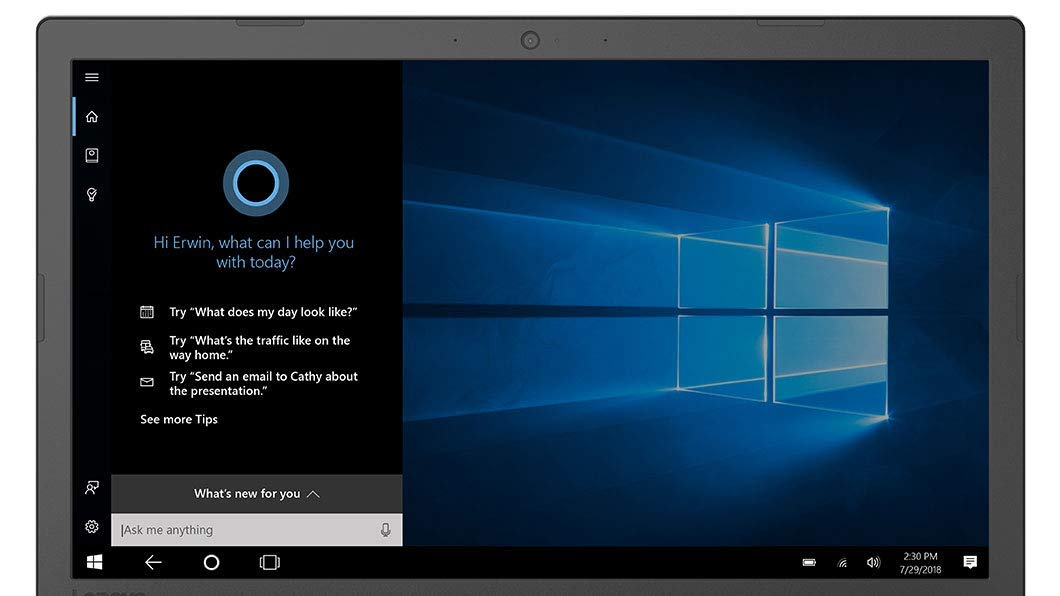 Hi Erwin, what can I help you
with today?
Try “What does my day look like?”
Try “What's the traffic like on the
way home.”
Try “Send an email to Cathy about
the presentation.”
See more Tips
What's new for you
Ask me anything
2:30 PM
7/29/2018